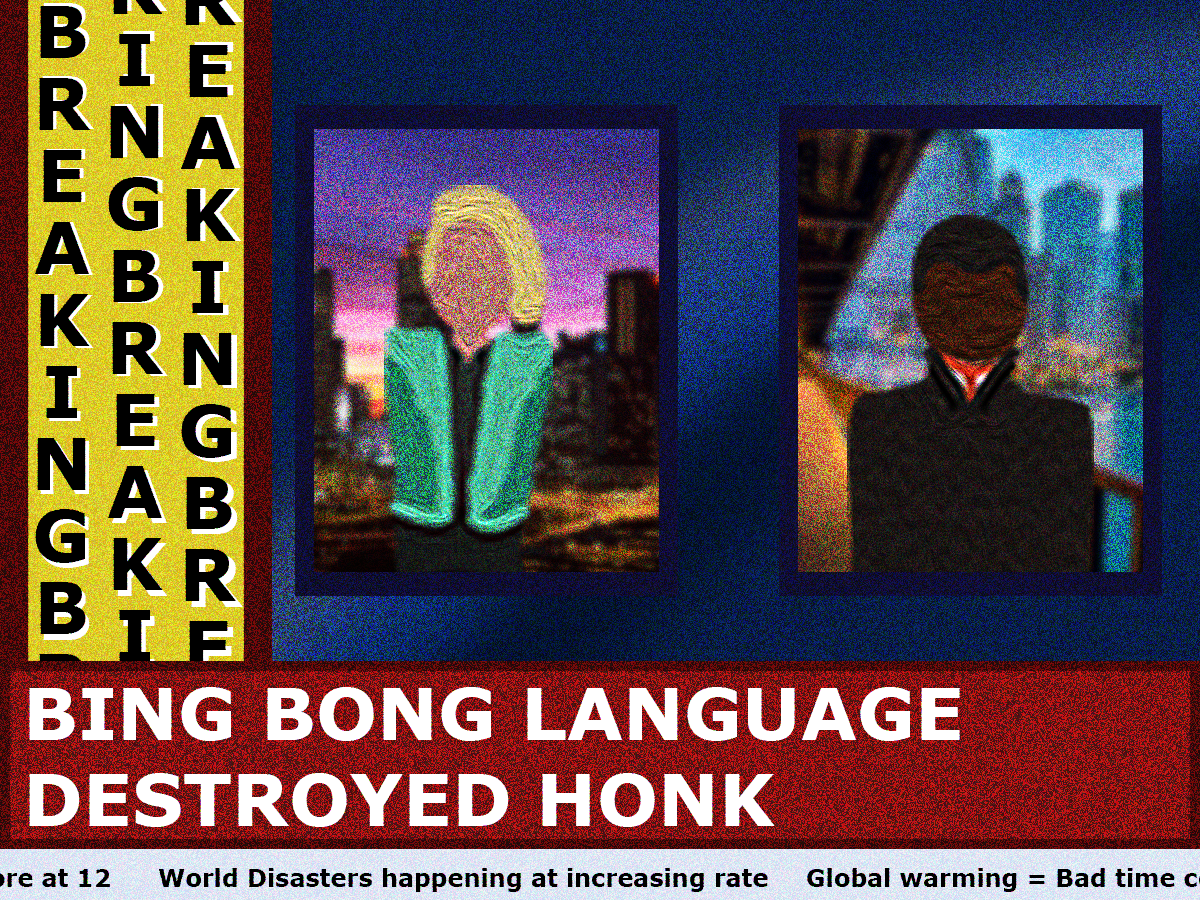 BREAKINGB
KINGBREAKI
REAKINGBRE
BING BONG LANGUAGE
DESTROYED HONK
ore at 12 World Disasters happening at increasing rate Global warming = Bad time